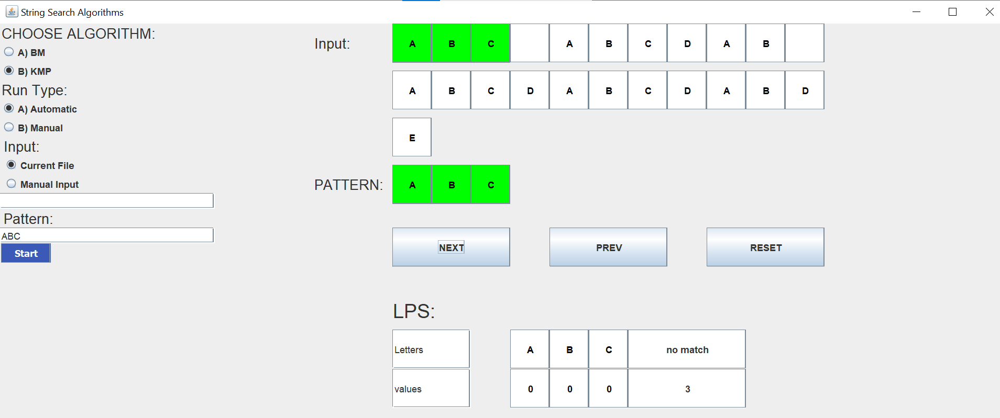 String Search Algorithms
CHOOSE ALGORITHM:
A) BM
B) KMP
Run Type:
A) Automatic
B) Manual
Input:
Current File
Manual Input
Pattern:
ABC
Start
Input:
A B C A B C D A B
A B C D A B C D A B D
E
PATTERN:
A B C
NEXT PREV RESET
LPS:
Letters A B C no match
values 0 0 0 3